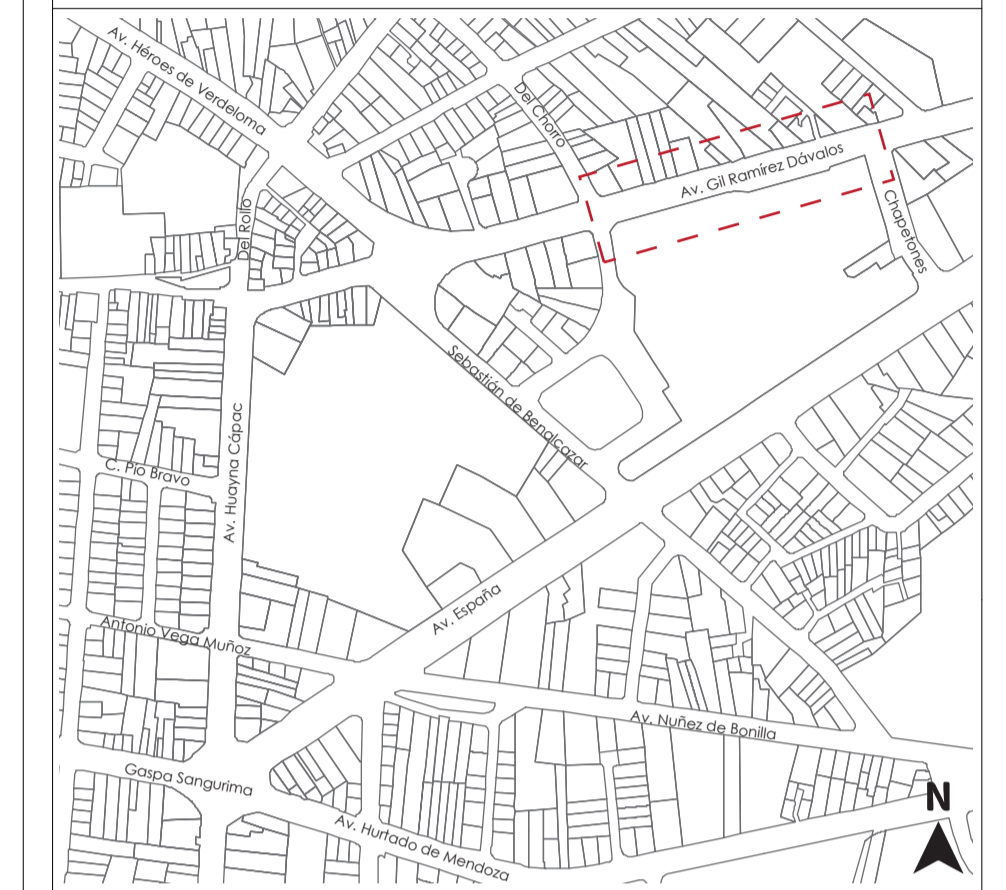 Av. Héroes de Verdeloma
Del Chorro
Av. Gil Ramírez Dávalos
Chapetones
Del Rollo
Sebastián de Benalcazar
Av. Huayna Cápac
C. Pio Bravo
Av. España
Antonio Vega Muñoz
Av. Nuñez de Bonilla
Gaspa Sangurima
N
Av. Hurtado de Mendoza